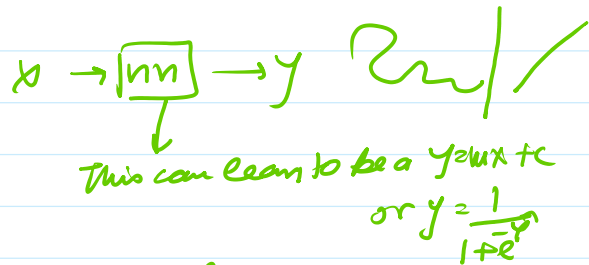 x → nn → y
This can learn to be a y=mx+c
or y = 1/(1+e^-y)